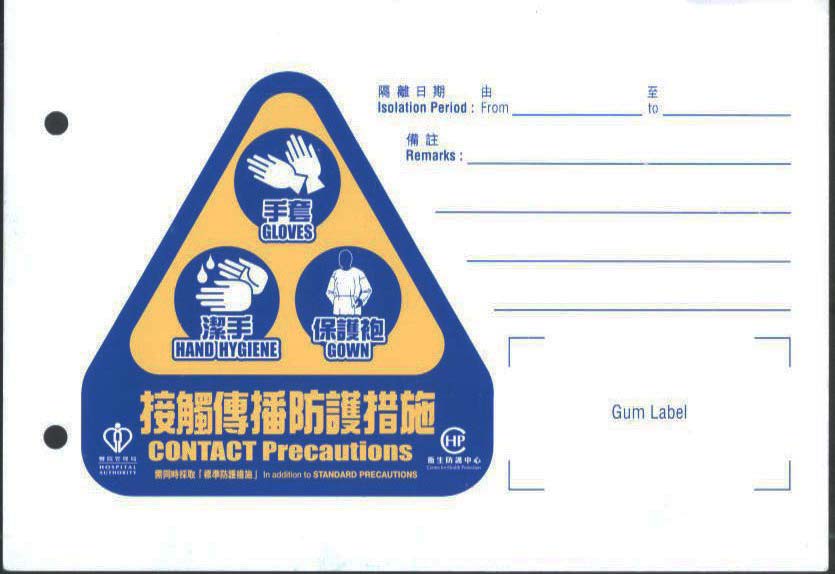 隔離日期 由 至
Isolation Period : From to
備註
Remarks :
手套
GLOVES
潔手
HAND HYGIENE
保護袍
GOWN
接觸傳播防護措施
CONTACT Precautions
需同時採取「標準防護措施」 In addition to STANDARD PRECAUTIONS
醫院管理局
HOSPITAL
AUTHORITY
CHP
衞生防護中心
Centre for Health Protection
Gum Label